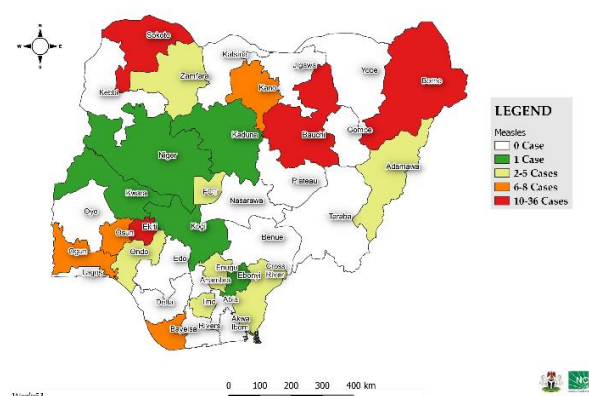 N
W E
S
Sokoto
Katsina
Jigawa
Yobe
Borno
Kebbi
Zamfara
Kano
Bauchi
Gombe
Kaduna
Niger
Adamawa
Plateau
Kwara
Nasarawa
Taraba
Oyo
Ekiti
Kogi
Benue
Osun
Ogun
Ondo
Edo
Lagos
Enugu
Anambra
Ebonyi
Cross
River
Delta
Imo
Abia
Akwa
Ibom
Bayelsa
Rivers
LEGEND
Measles
0 Case
1 Case
2-5 Cases
6-8 Cases
10-36 Cases
0 100 200 300 400 km
NC